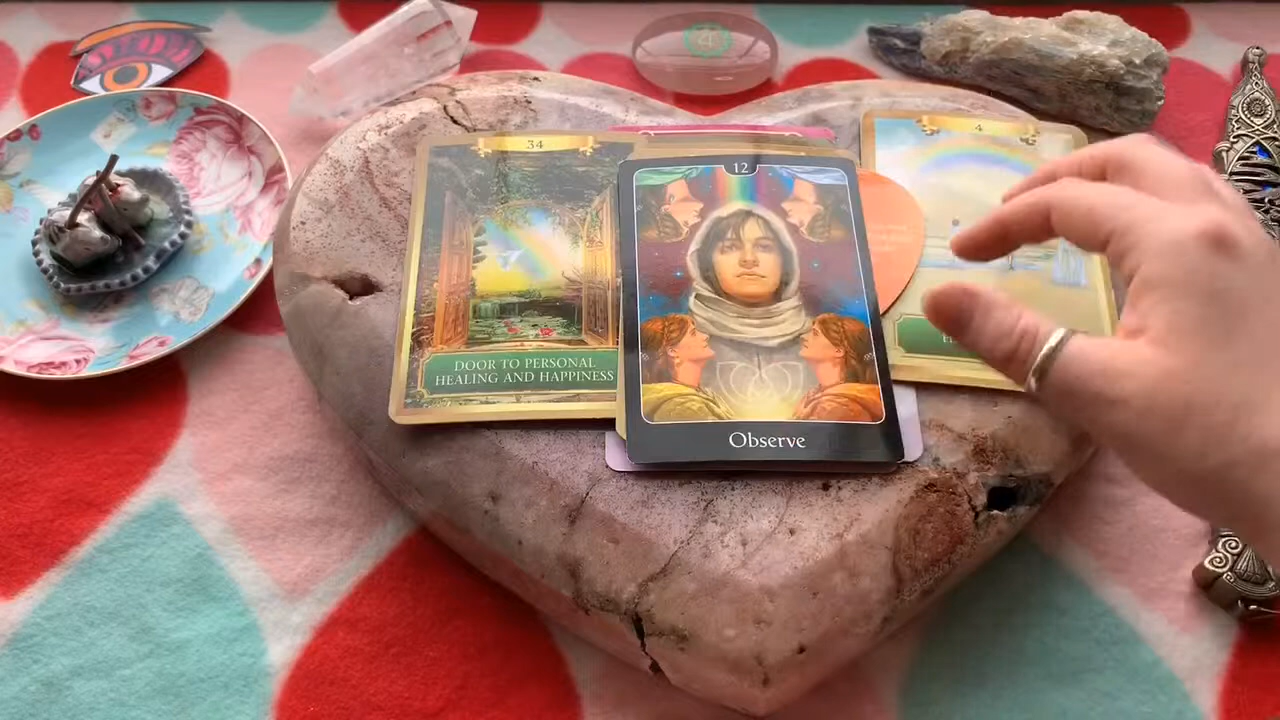 34
DOOR TO PERSONAL
HEALING AND HAPPINESS
12
Observe
4